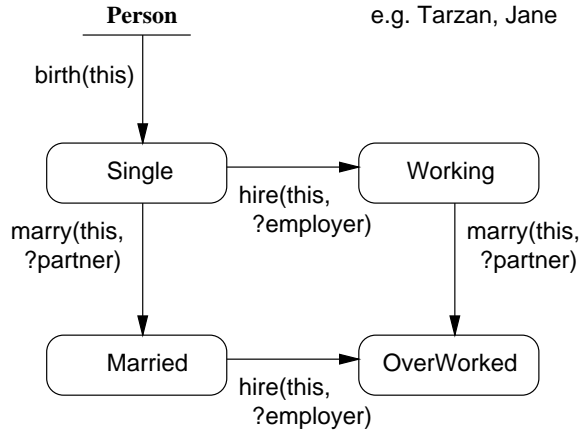 Person
e.g. Tarzan, Jane
birth(this)
Single
Working
hire(this,
?employer)
marry(this,
?partner)
marry(this,
?partner)
Married
OverWorked
hire(this,
?employer)